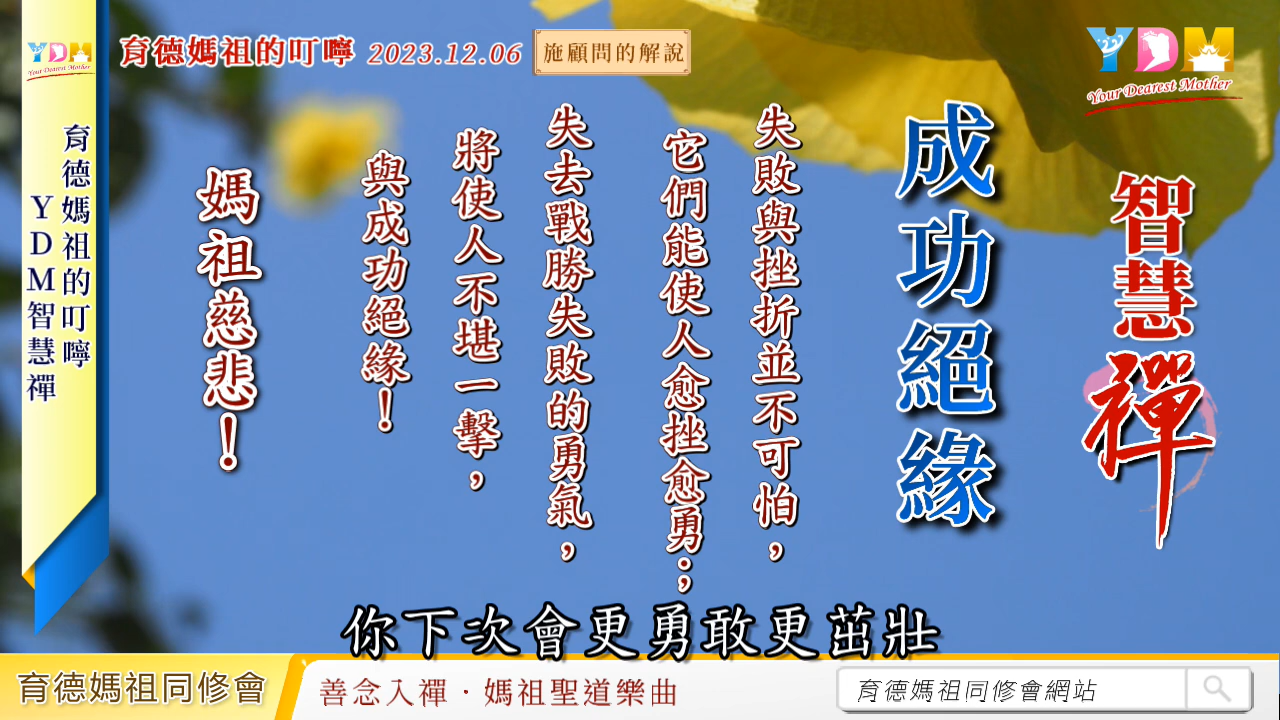 育德媽祖的叮嚀 2023.12.06 施顧問的解說
YDM
Your Dearest Mother
YDM
Your Dearest Mother
育德媽祖的叮嚀
YDM智慧禪
智慧禪
成功絕緣
失敗與挫折並不可怕，
它們能使人愈挫愈勇；
失去戰勝失敗的勇氣，
將使人不堪一擊，
與成功絕緣！
媽祖慈悲！
你下次會更勇敢更茁壯
育德媽祖同修會
善念入禪．媽祖聖道樂曲
育德媽祖同修會網站